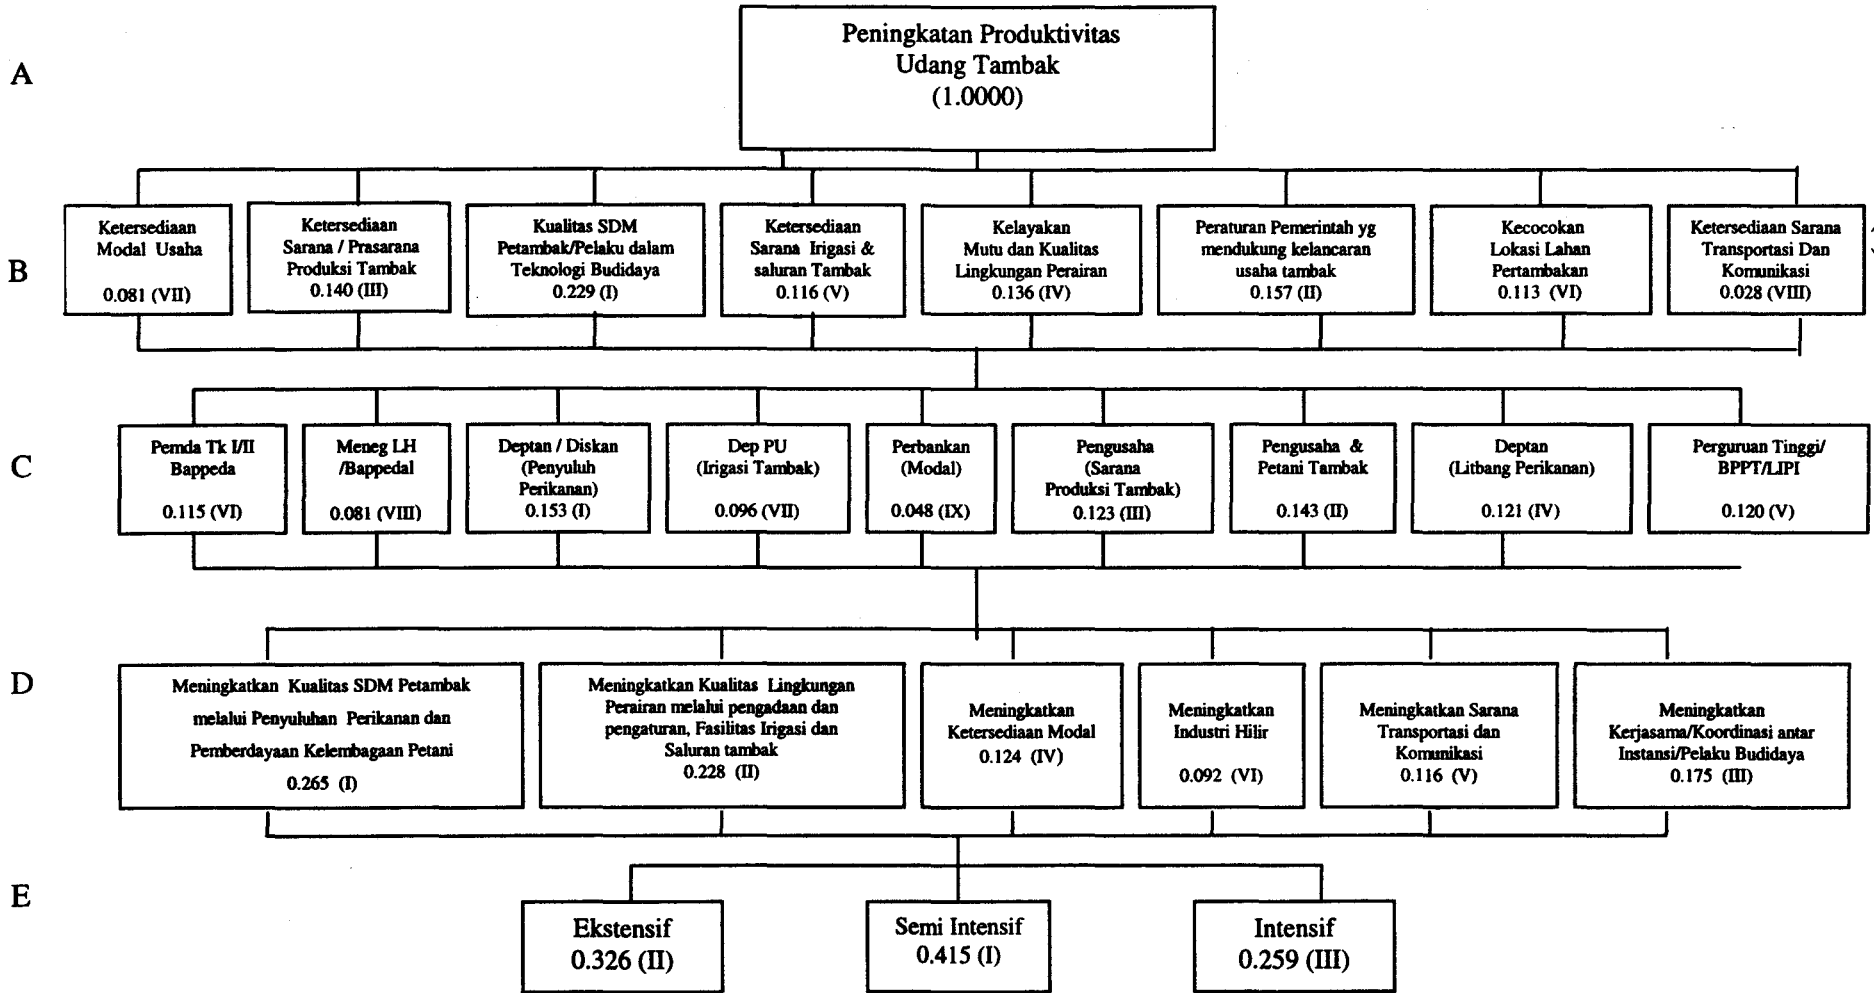 A
Peningkatan Produktivitas
Udang Tambak
(1.0000)
B
Ketersediaan
Modal Usaha
0.081 (VII)
Ketersediaan
Sarana / Prasarana
Produksi Tambak
0.140 (III)
Kualitas SDM
Petambak/Pelaku dalam
Teknologi Budidaya
0.229 (I)
Ketersediaan
Sarana Irigasi &
saluran Tambak
0.116 (V)
Kelayakan
Mutu dan Kualitas
Lingkungan Perairan
0.136 (IV)
Peraturan Pemerintah yg
mendukung kelancaran
usaha tambak
0.157 (II)
Kecocokan
Lokasi Lahan
Pertambakan
0.113 (VI)
Ketersediaan Sarana
Transportasi Dan
Komunikasi
0.028 (VIII)
C
Pemda Tk I/II
Bappeda
0.115 (VI)
Meneg LH
/Bappedal
0.081 (VIII)
Deptan / Diskan
(Penyuluh
Perikanan)
0.153 (I)
Dep PU
(Irigasi Tambak)
0.096 (VII)
Perbankan
(Modal)
0.048 (IX)
Pengusaha
(Sarana
Produksi Tambak)
0.123 (III)
Pengusaha &
Petani Tambak
0.143 (II)
Deptan
(Litbang Perikanan)
0.121 (IV)
Perguruan Tinggi/
BPPT/LIPI
0.120 (V)
D
Meningkatkan Kualitas SDM Petambak
melalui Penyuluhan Perikanan dan
Pemberdayaan Kelembagaan Petani
0.265 (I)
Meningkatkan Kualitas Lingkungan
Perairan melalui pengadaan dan
pengaturan, Fasilitas Irigasi dan
Saluran tambak
0.228 (II)
Meningkatkan
Ketersediaan Modal
0.124 (IV)
Meningkatkan
Industri Hilir
0.092 (VI)
Meningkatkan Sarana
Transportasi dan
Komunikasi
0.116 (V)
Meningkatkan
Kerjasama/Koordinasi antar
Instansi/Pelaku Budidaya
0.175 (III)
E
Ekstensif
0.326 (II)
Semi Intensif
0.415 (I)
Intensif
0.259 (III)